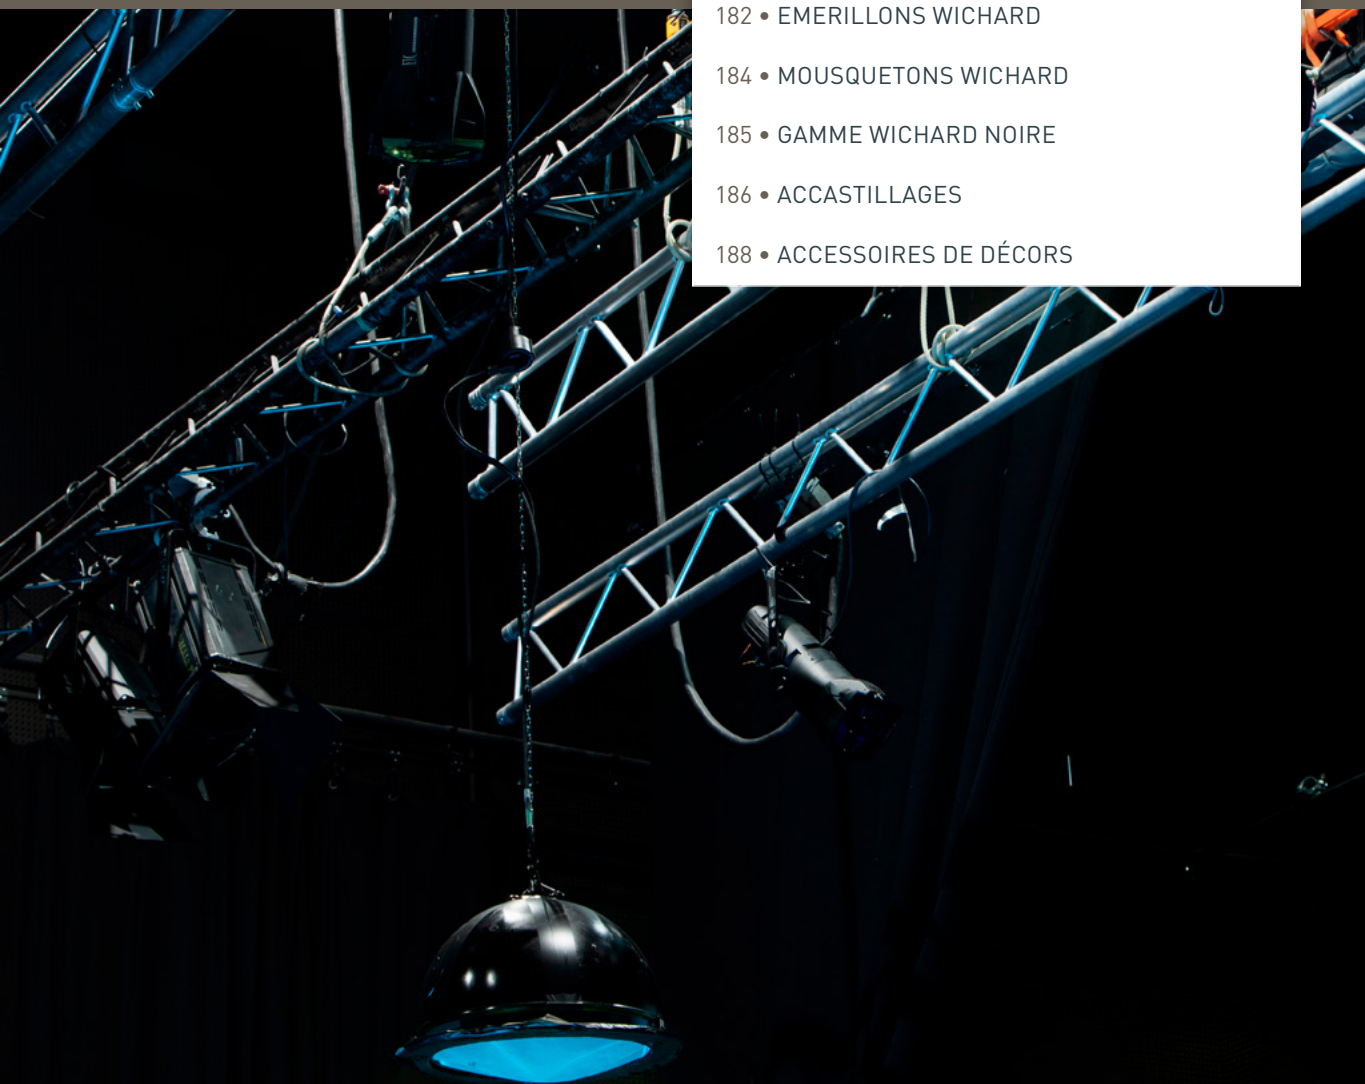 182 • EMERILLONS WICHARD
184 • MOUSQUETONS WICHARD
185 • GAMME WICHARD NOIRE
186 • ACCASTILLAGES
188 • ACCESSOIRES DE DÉCORS